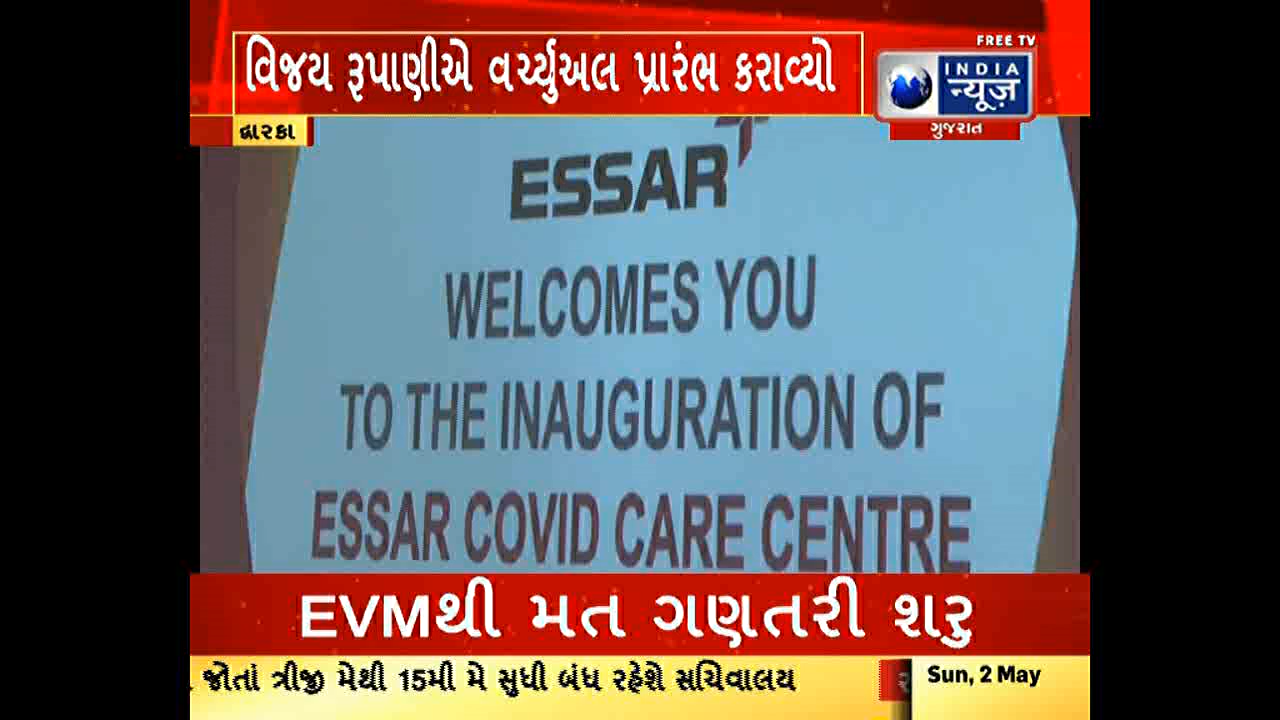 વિજય રૂપાણીએ વર્ચ્યુઅલ પ્રારંભ કરાવ્યો
FREE TV
INDIA
न्यूज़
ગુજરાત
દ્વારકા
ESSAR
WELCOMES YOU
TO THE INAUGURATION OF
ESSAR COVID CARE CENTRE
EVMથી મત ગણતરી શરુ
જોતાં ત્રીજી મેથી 15મી મે સુધી બંધ રહેશે સચિવાલય
Sun, 2 May